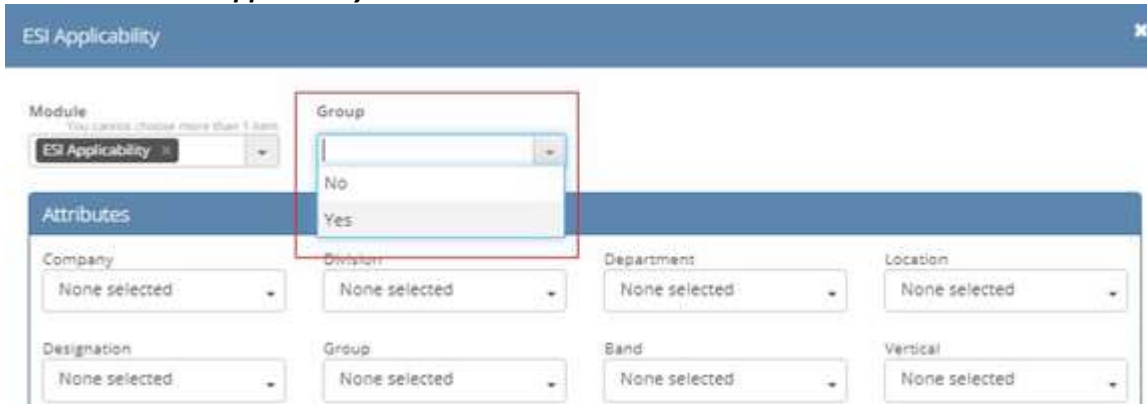 ESI Applicability
Module Group
You cannot choose more than 1 item
ESI Applicability ×
No
Yes
Attributes
Company Division Department Location
None selected None selected None selected None selected
Designation Group Band Vertical
None selected None selected None selected None selected